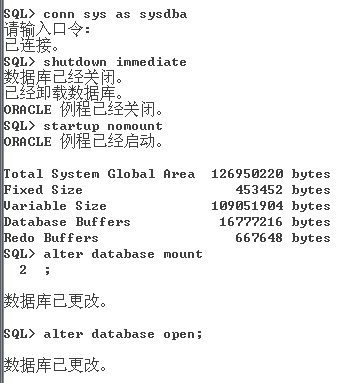 SQL> conn sys as sysdba
请输入口令:
已连接。
SQL> shutdown immediate
数据库已经关闭。
已经卸载数据库。
ORACLE 例程已经关闭。
SQL> startup nomount
ORACLE 例程已经启动。
Total System Global Area  126950220 bytes
Fixed Size                   453452 bytes
Variable Size             109051904 bytes
Database Buffers           16777216 bytes
Redo Buffers                 667648 bytes
SQL> alter database mount
  2  ;
数据库已更改。
SQL> alter database open;
数据库已更改。